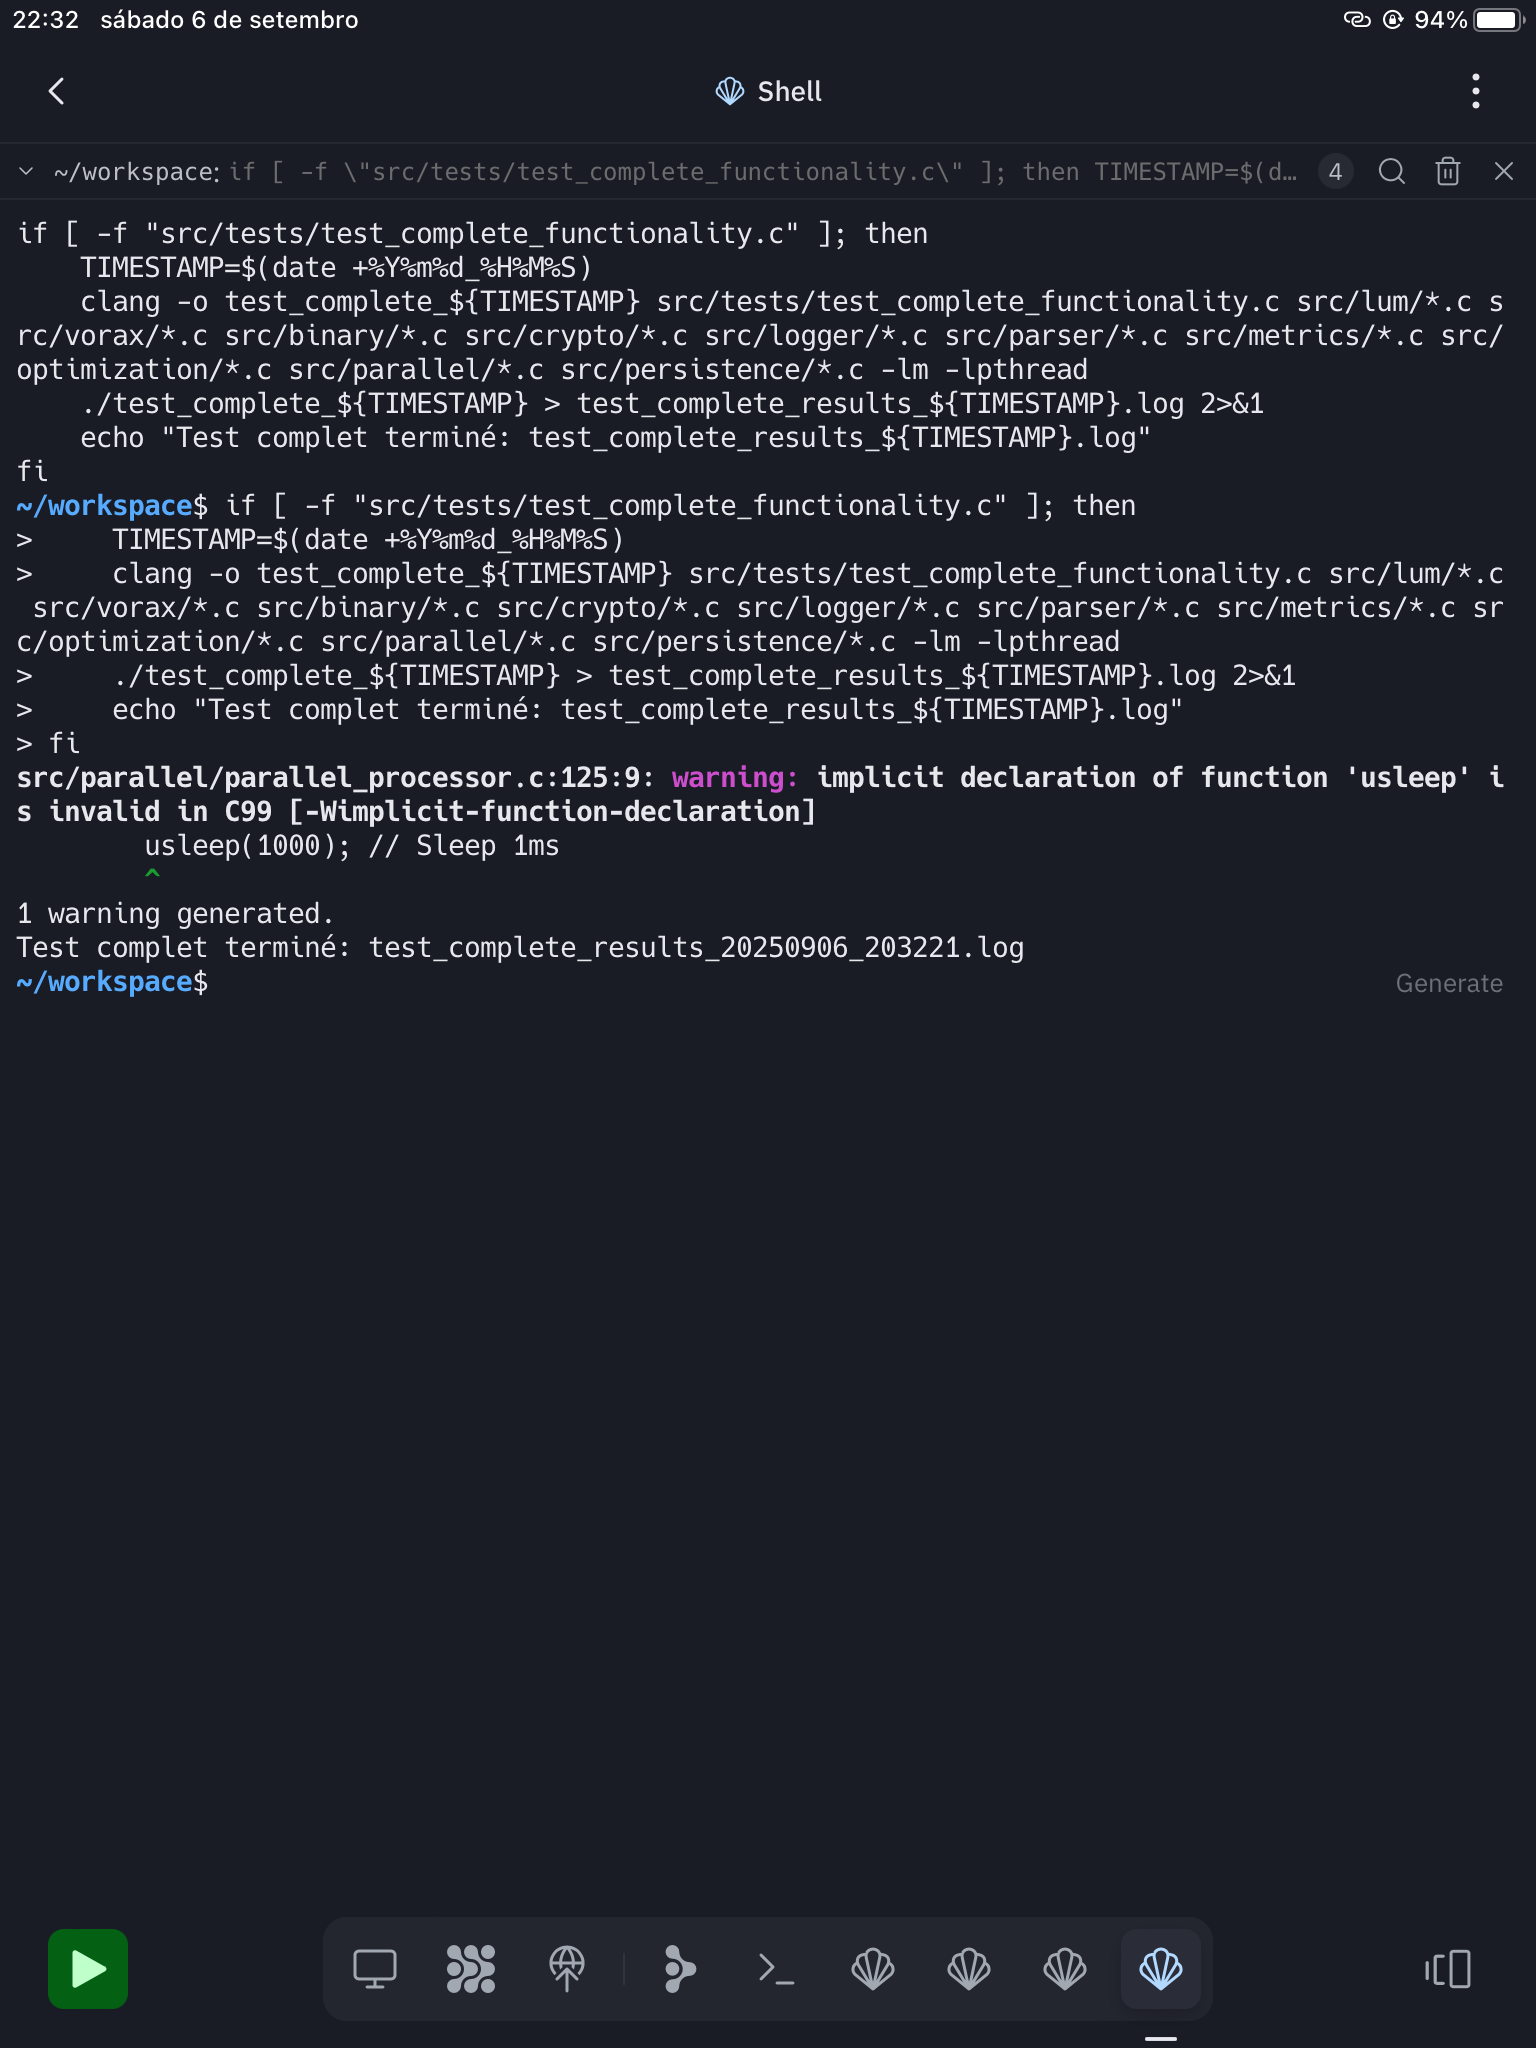 22:32 sábado 6 de setembro 94%
Shell
~/workspace: if [ -f \"src/tests/test_complete_functionality.c\" ]; then TIMESTAMP=$(d… 4
if [ -f "src/tests/test_complete_functionality.c" ]; then
    TIMESTAMP=$(date +%Y%m%d_%H%M%S)
    clang -o test_complete_${TIMESTAMP} src/tests/test_complete_functionality.c src/lum/*.c s
rc/vorax/*.c src/binary/*.c src/crypto/*.c src/logger/*.c src/parser/*.c src/metrics/*.c src/
optimization/*.c src/parallel/*.c src/persistence/*.c -lm -lpthread
    ./test_complete_${TIMESTAMP} > test_complete_results_${TIMESTAMP}.log 2>&1
    echo "Test complet terminé: test_complete_results_${TIMESTAMP}.log"
fi
~/workspace$ if [ -f "src/tests/test_complete_functionality.c" ]; then
>     TIMESTAMP=$(date +%Y%m%d_%H%M%S)
>     clang -o test_complete_${TIMESTAMP} src/tests/test_complete_functionality.c src/lum/*.c
 src/vorax/*.c src/binary/*.c src/crypto/*.c src/logger/*.c src/parser/*.c src/metrics/*.c sr
c/optimization/*.c src/parallel/*.c src/persistence/*.c -lm -lpthread
>     ./test_complete_${TIMESTAMP} > test_complete_results_${TIMESTAMP}.log 2>&1
>     echo "Test complet terminé: test_complete_results_${TIMESTAMP}.log"
> fi
src/parallel/parallel_processor.c:125:9: warning: implicit declaration of function 'usleep' i
s invalid in C99 [-Wimplicit-function-declaration]
        usleep(1000); // Sleep 1ms
        ^
1 warning generated.
Test complet terminé: test_complete_results_20250906_203221.log
~/workspace$ Generate